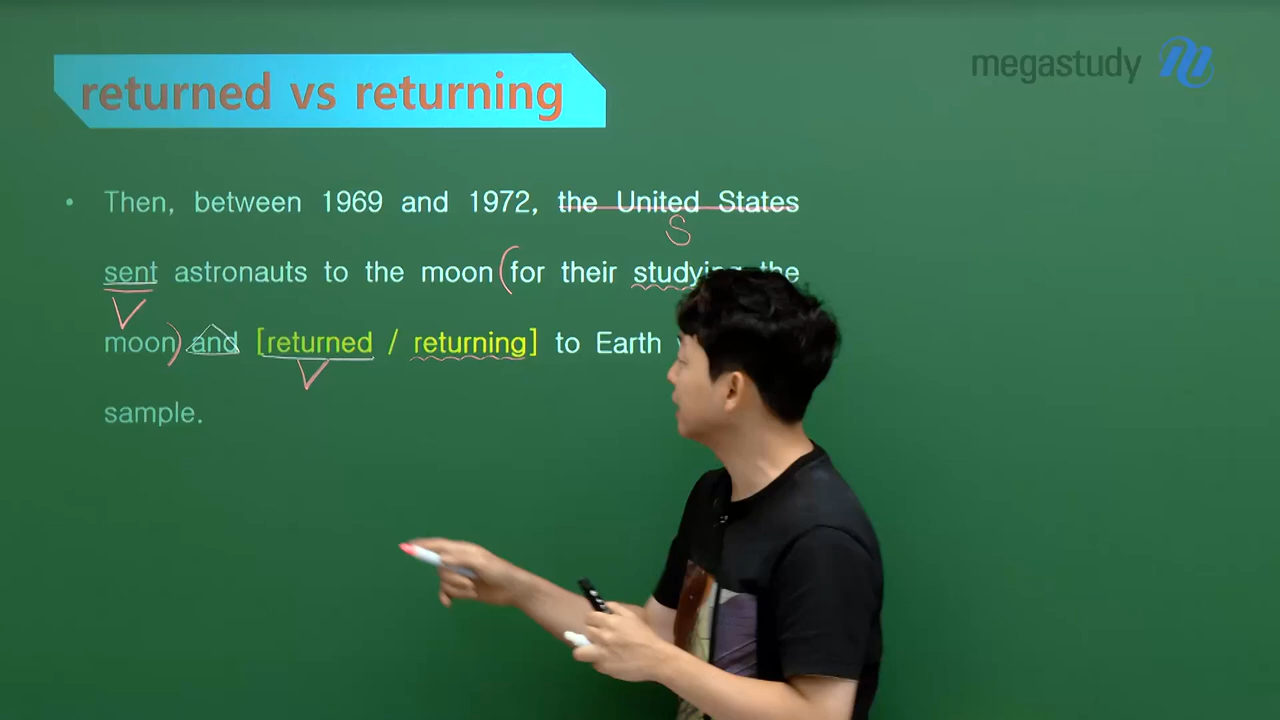 megastudy
returned vs returning
• Then, between 1969 and 1972, the United States
S
sent astronauts to the moon (for their studying the
V
moon) and [returned / returning] to Earth
V
sample.